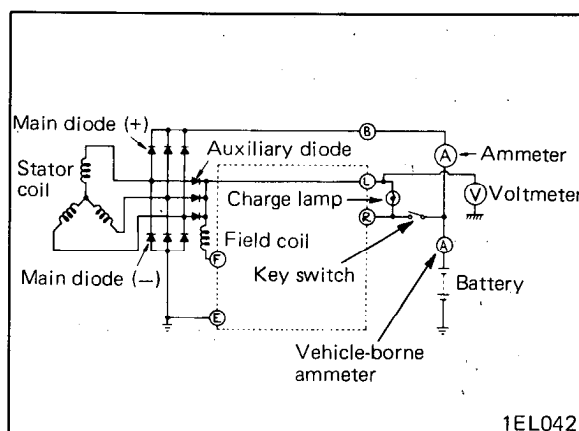 Main diode (+)
B
Auxiliary diode
A
Ammeter
Stator
coil
L
Charge lamp
V
Voltmeter
R
Field coil
F
Key switch
A
Main diode (—)
Battery
E
Vehicle-borne
ammeter
1EL042